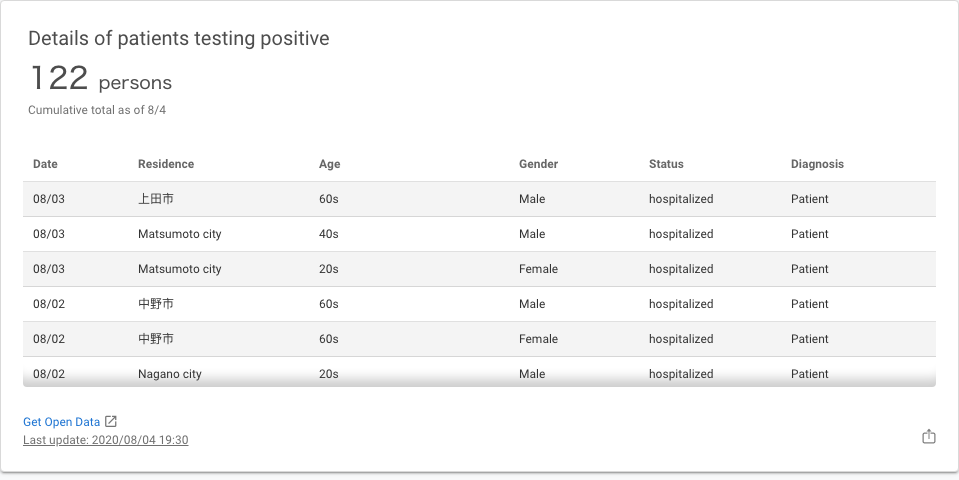 Details of patients testing positive
122 persons
Cumulative total as of 8/4
Date Residence Age Gender Status Diagnosis
08/03 上田市 60s Male hospitalized Patient
08/03 Matsumoto city 40s Male hospitalized Patient
08/03 Matsumoto city 20s Female hospitalized Patient
08/02 中野市 60s Male hospitalized Patient
08/02 中野市 60s Female hospitalized Patient
08/02 Nagano city 20s Male hospitalized Patient
Get Open Data
Last update: 2020/08/04 19:30